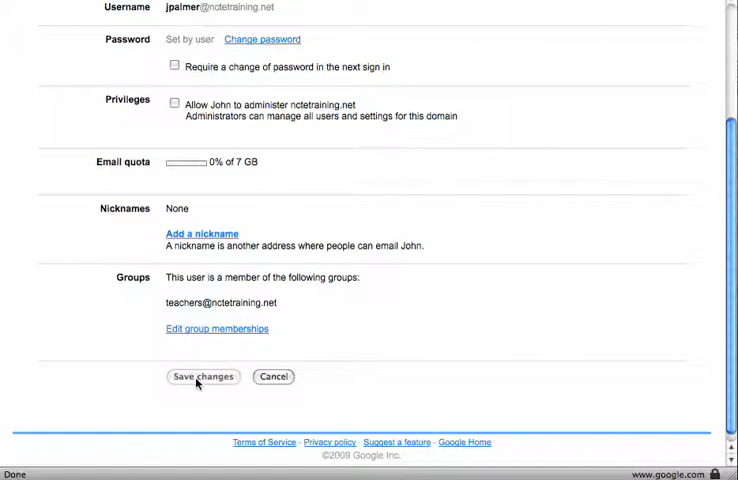 Username jpalmer@nctetraining.net
Password Set by user Change password
Require a change of password in the next sign in
Privileges Allow John to administer nctetraining.net
Administrators can manage all users and settings for this domain
Email quota 0% of 7 GB
Nicknames None
Add a nickname
A nickname is another address where people can email John.
Groups This user is a member of the following groups:
teachers@nctetraining.net
Edit group memberships
Save changes Cancel
Terms of Service - Privacy policy - Suggest a feature - Google Home
©2009 Google Inc.
Done www.google.com